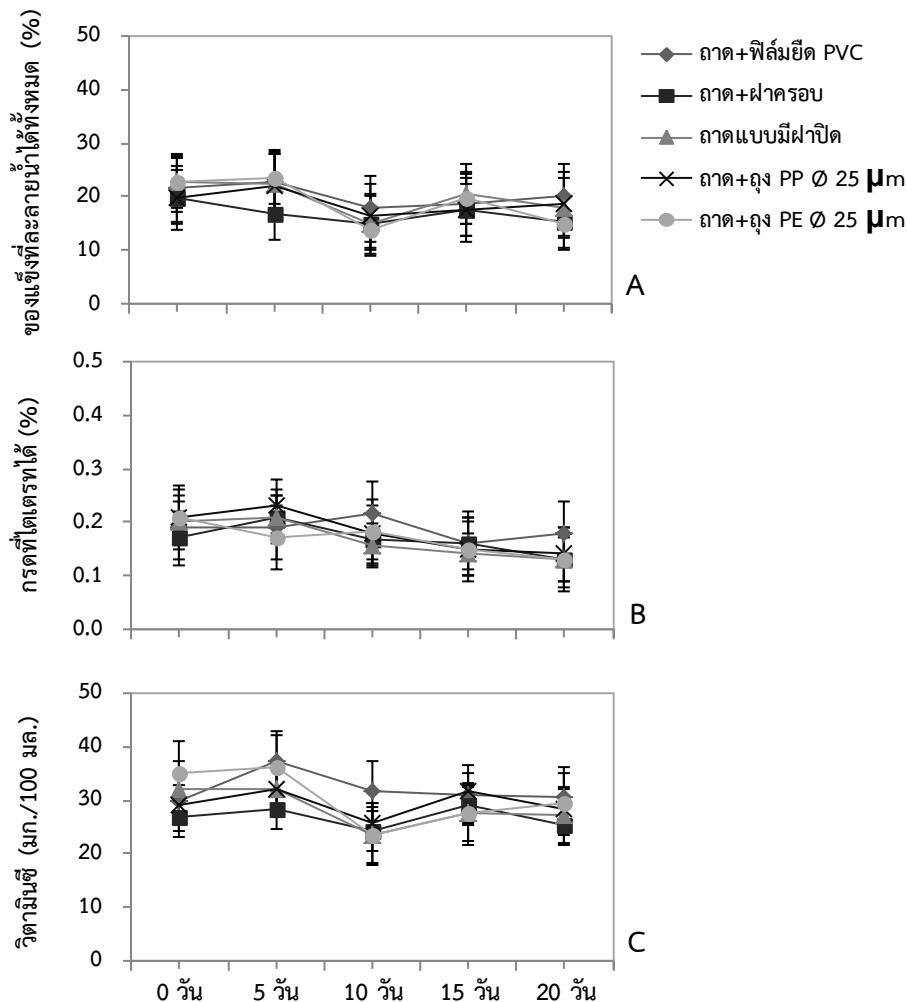 ของแข็งที่ละลายน้ำได้ทั้งหมด (%)
50
40
30
20
10
0
A
ถาด+ฟิล์มยืด PVC
ถาด+ฝาครอบ
ถาดแบบมีฝาปิด
ถาด+ถุง PP Ø 25 µm
ถาด+ถุง PE Ø 25 µm
กรดที่ไตเตรทได้ (%)
0.5
0.4
0.3
0.2
0.1
0.0
B
วิตามินซี (มก./100 มล.)
50
40
30
20
10
0
C
0 วัน 5 วัน 10 วัน 15 วัน 20 วัน